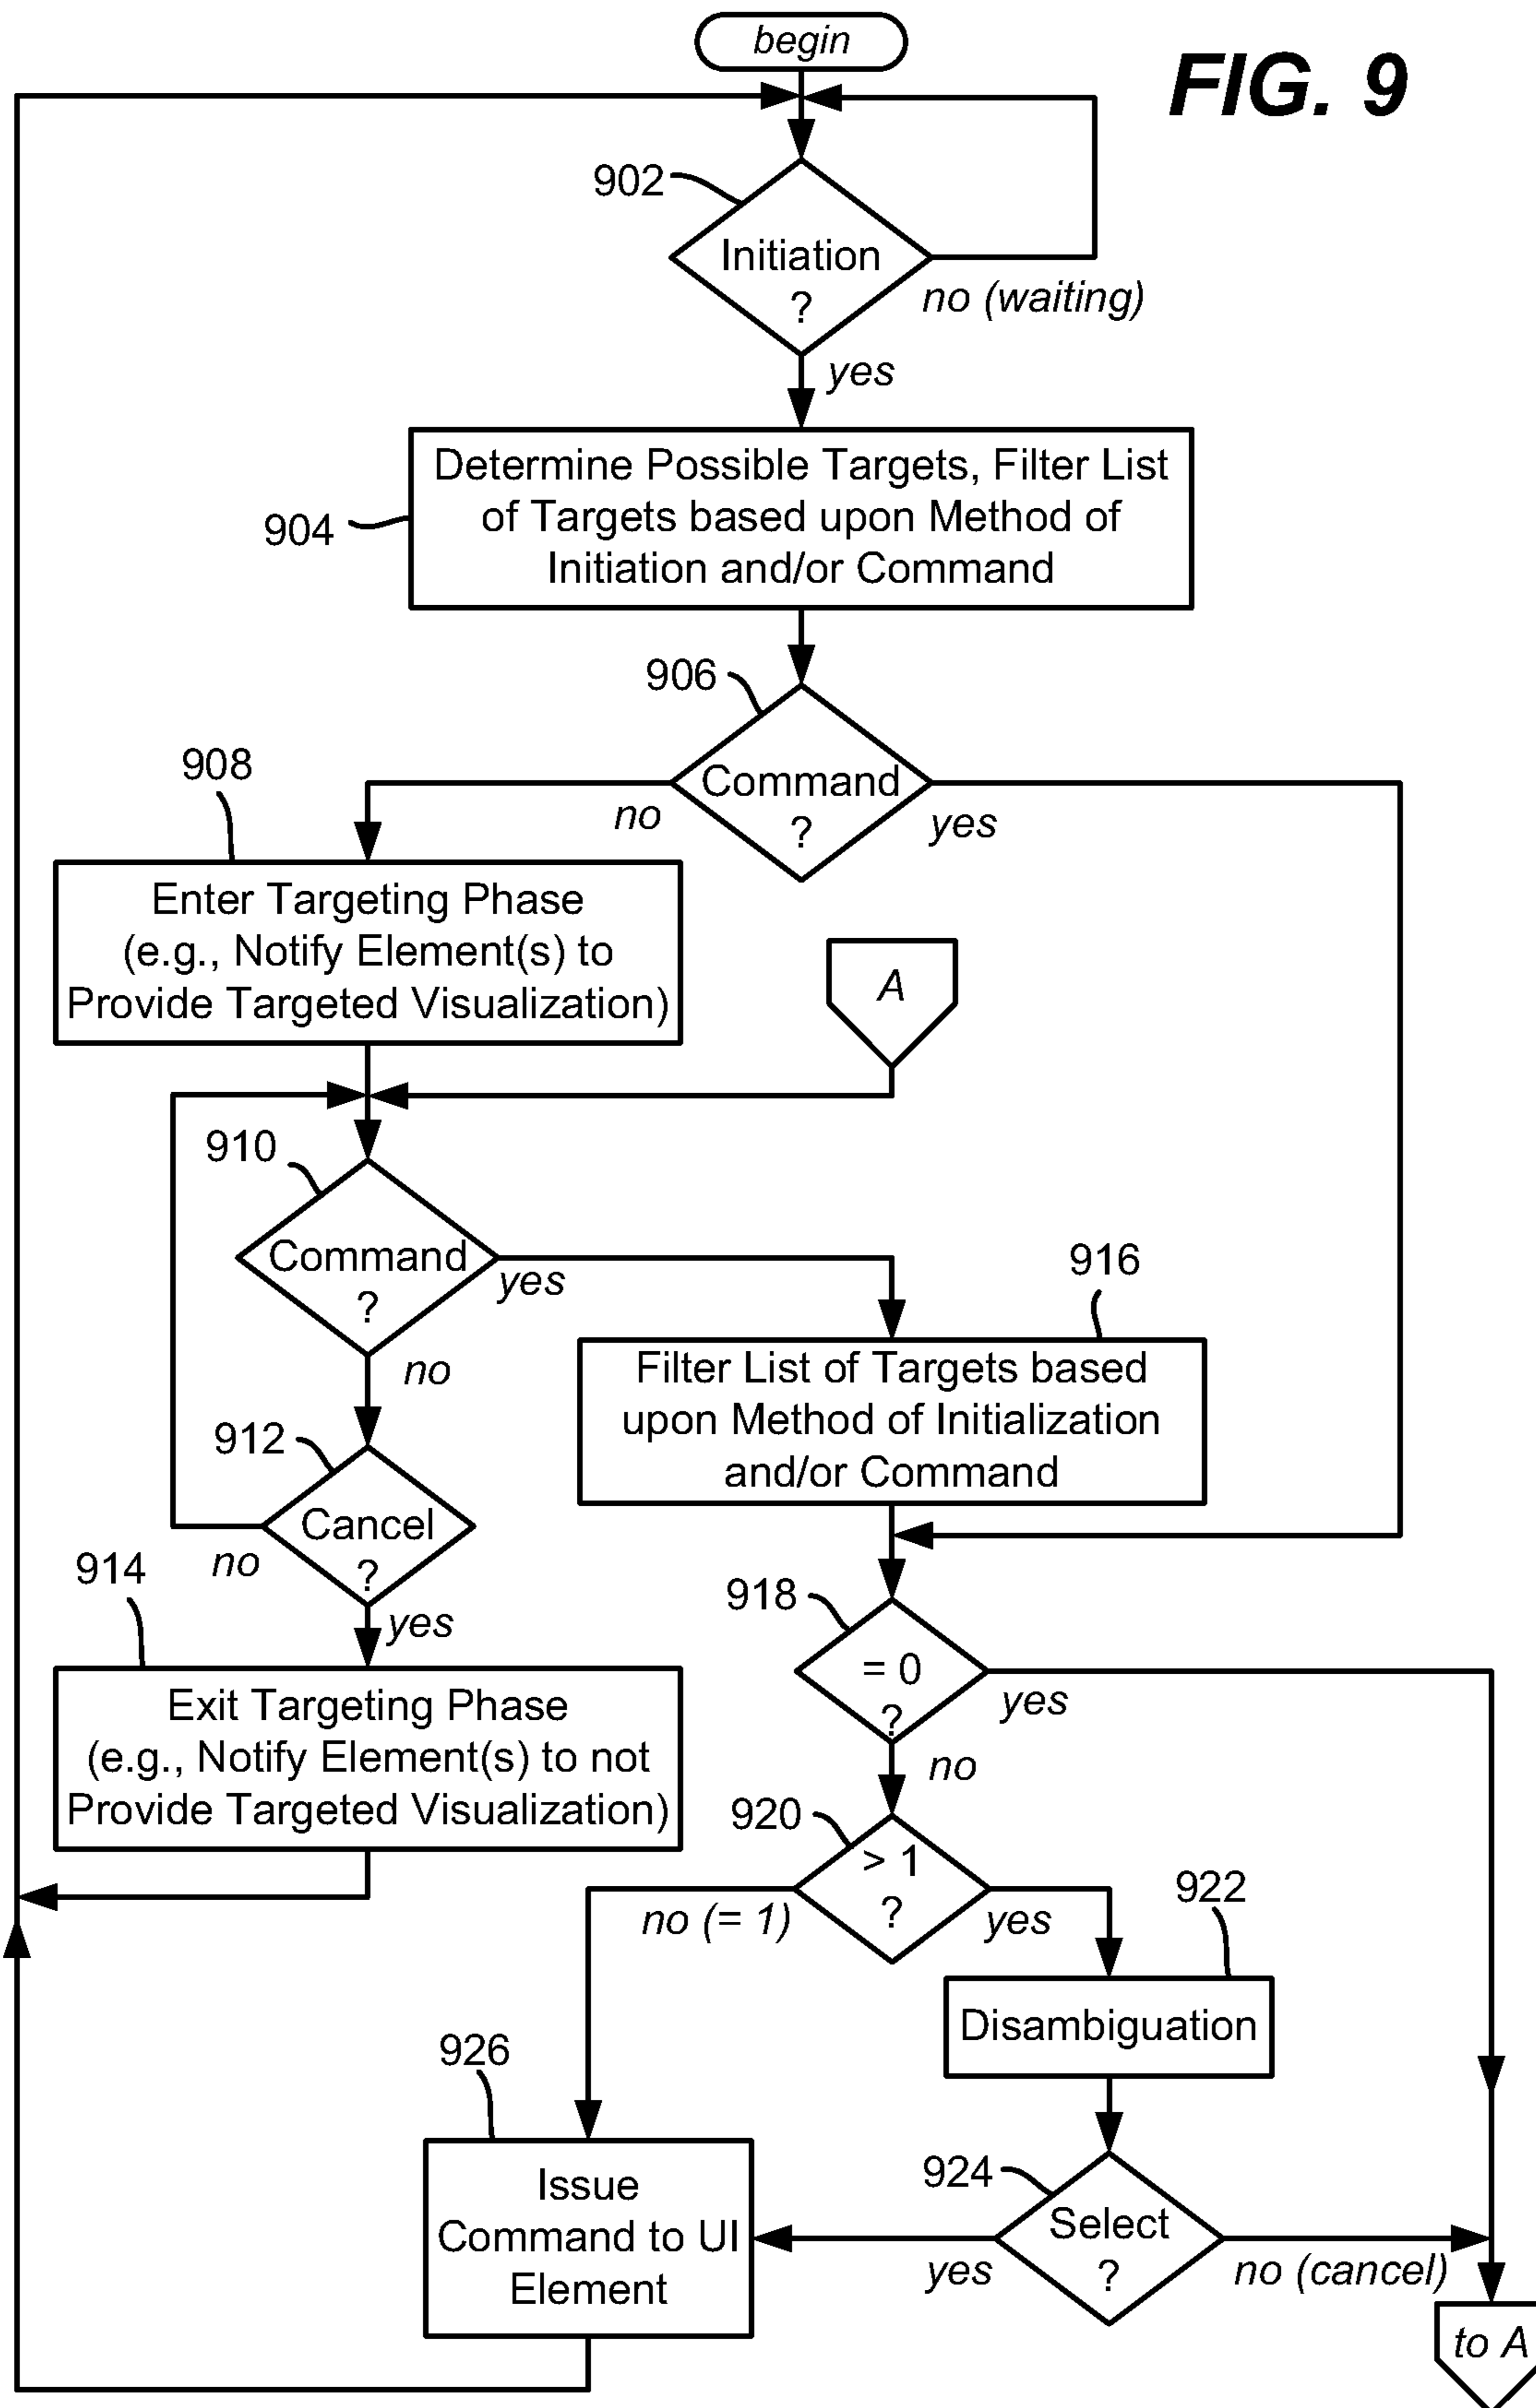 begin
FIG. 9
902
Initiation
?
no (waiting)
yes
Determine Possible Targets, Filter List
of Targets based upon Method of
Initiation and/or Command
904
906
Command
?
no
yes
908
Enter Targeting Phase
(e.g., Notify Element(s) to
Provide Targeted Visualization)
A
910
Command
?
yes
no
916
Filter List of Targets based
upon Method of Initialization
and/or Command
912
Cancel
?
no
yes
914
Exit Targeting Phase
(e.g., Notify Element(s) to not
Provide Targeted Visualization)
918
= 0
?
yes
no
920
> 1
?
no (= 1)
yes
922
Disambiguation
926
Issue
Command to UI
Element
924
Select
?
yes
no (cancel)
to A